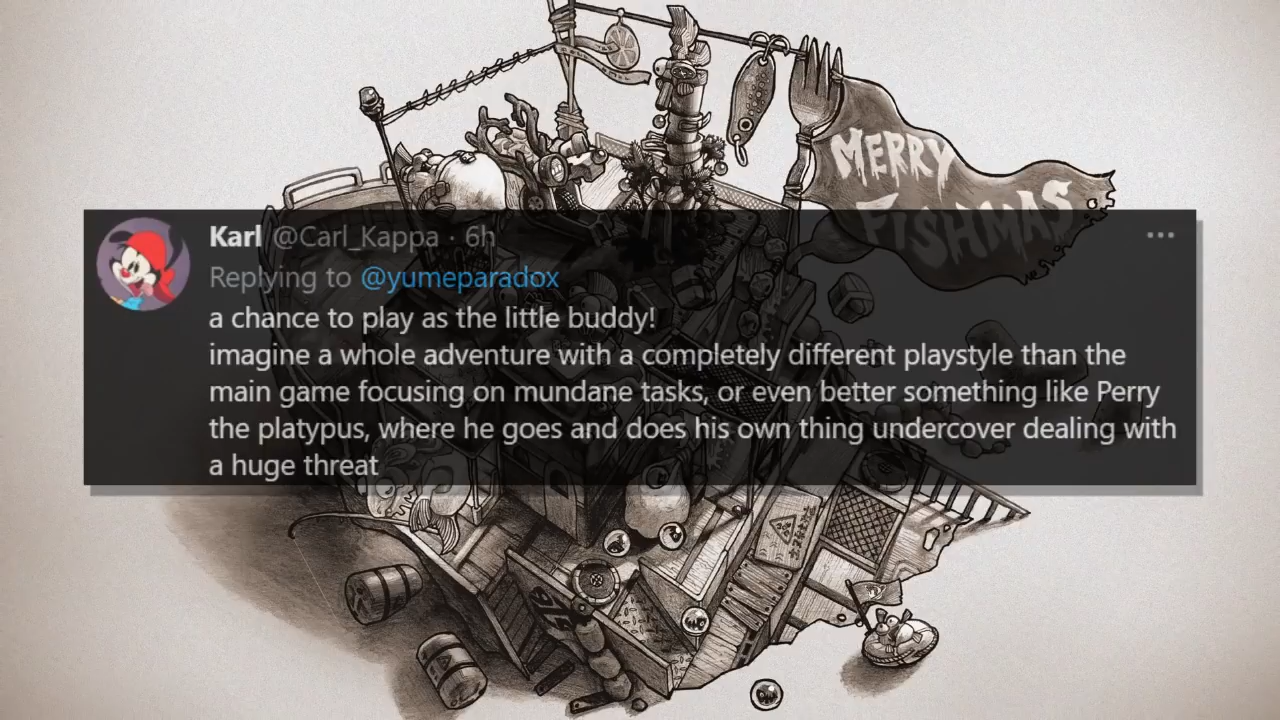 MERRY
FISHMAS
Karl @Carl_Kappa · 6h
Replying to @yumeparadox
a chance to play as the little buddy!
imagine a whole adventure with a completely different playstyle than the
main game focusing on mundane tasks, or even better something like Perry
the platypus, where he goes and does his own thing undercover dealing with
a huge threat